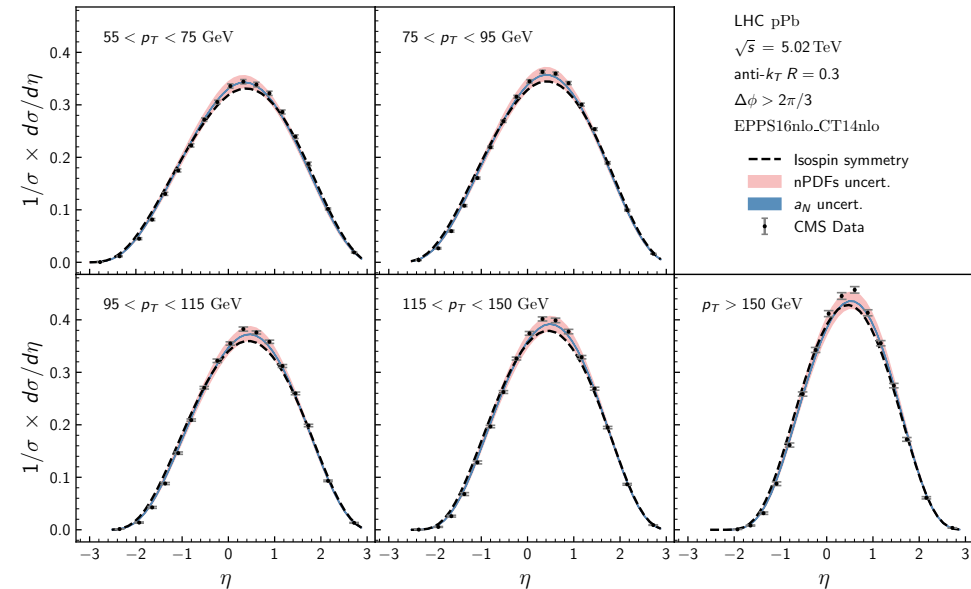 55 < p_T < 75 GeV
75 < p_T < 95 GeV
LHC pPb
√s = 5.02 TeV
anti-k_T R = 0.3
Δϕ > 2π/3
EPPS16nlo_CT14nlo
Isospin symmetry
nPDFs uncert.
a_N uncert.
CMS Data
0.4
0.3
0.2
0.1
0.0
1/σ × dσ/dη
95 < p_T < 115 GeV
115 < p_T < 150 GeV
p_T > 150 GeV
0.4
0.3
0.2
0.1
0.0
1/σ × dσ/dη
−3 −2 −1 0 1 2 3
−2 −1 0 1 2 3
−2 −1 0 1 2 3
η
η
η